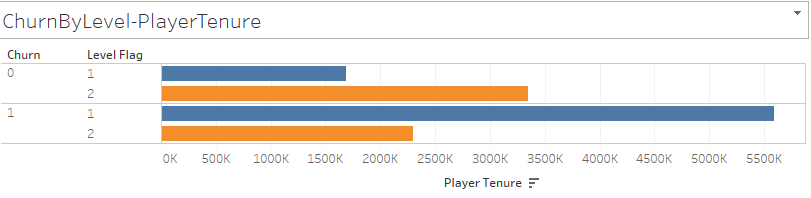 ChurnByLevel-PlayerTenure
Churn Level Flag
0 1
2
1 1
2
0K 500K 1000K 1500K 2000K 2500K 3000K 3500K 4000K 4500K 5000K 5500K
Player Tenure